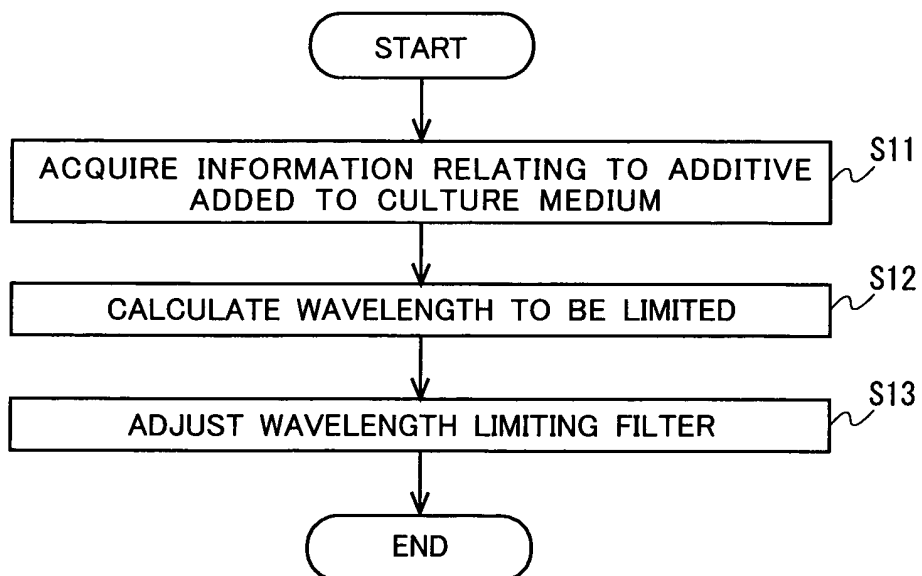 START
ACQUIRE INFORMATION RELATING TO ADDITIVE
ADDED TO CULTURE MEDIUM
S11
CALCULATE WAVELENGTH TO BE LIMITED
S12
ADJUST WAVELENGTH LIMITING FILTER
S13
END